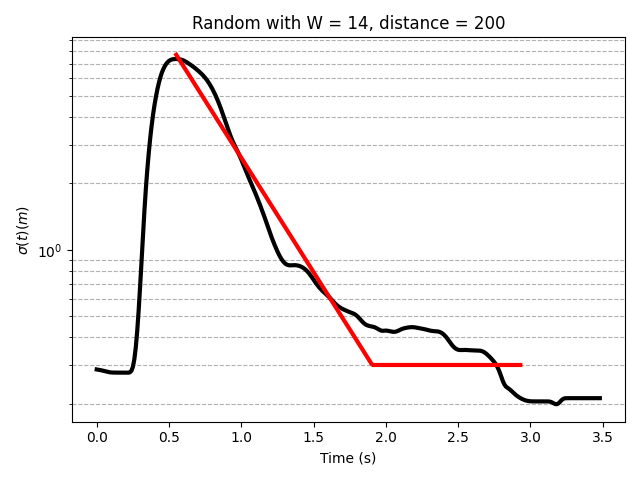 Random with W = 14, distance = 200
σ(t)(m)
10⁰
0.0 0.5 1.0 1.5 2.0 2.5 3.0 3.5
Time (s)